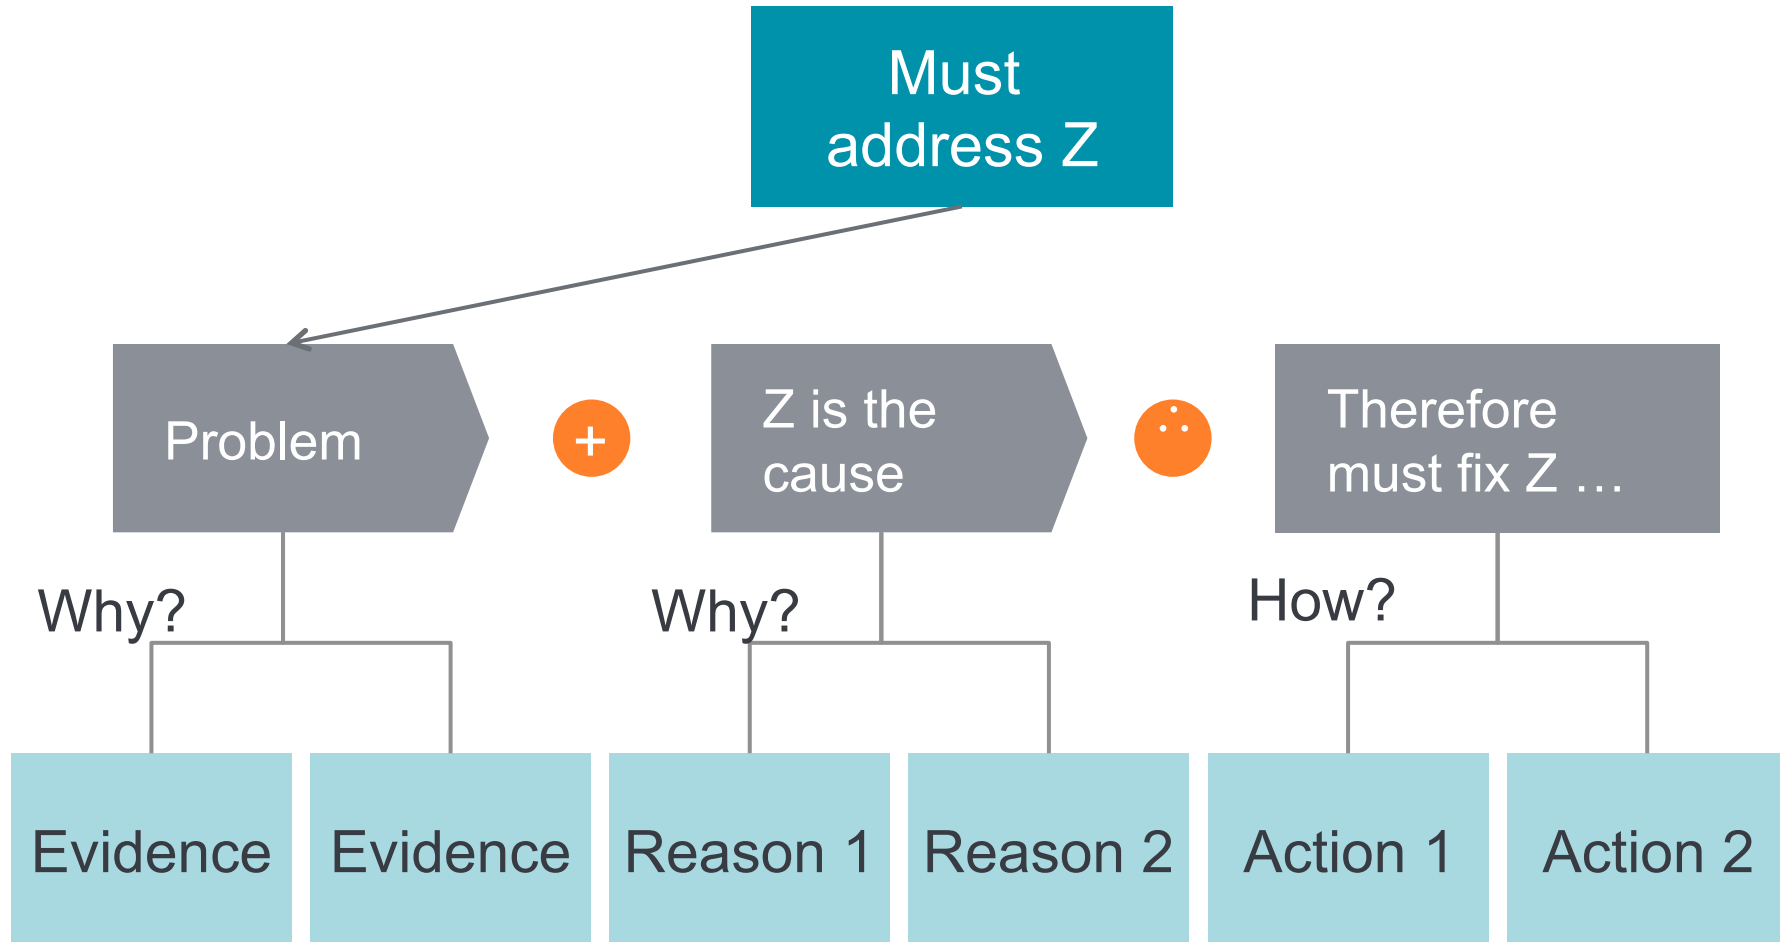 Must
address Z
Problem
+
Z is the
cause
∴
Therefore
must fix Z …
Why?
Why?
How?
Evidence
Evidence
Reason 1
Reason 2
Action 1
Action 2